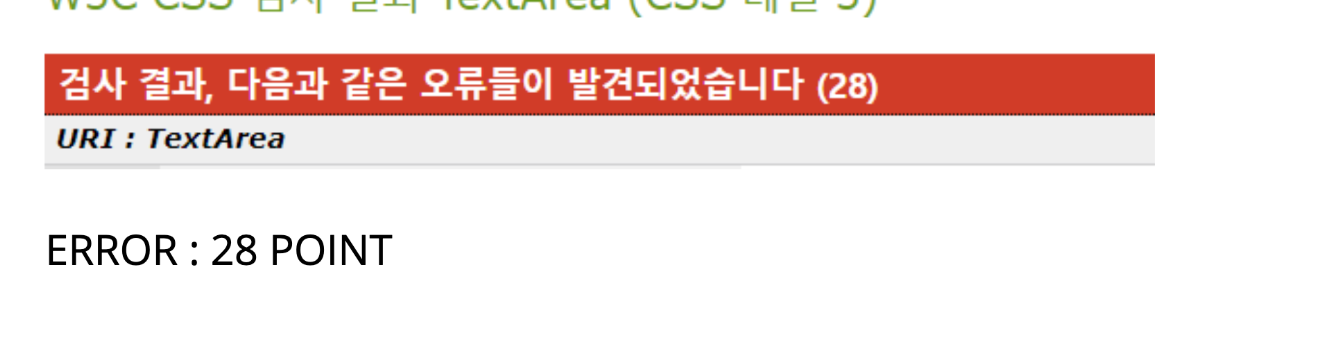 W3C CSS 검사 결과 TextArea (CSS 레벨 3)
검사 결과, 다음과 같은 오류들이 발견되었습니다 (28)
URI : TextArea
ERROR : 28 POINT